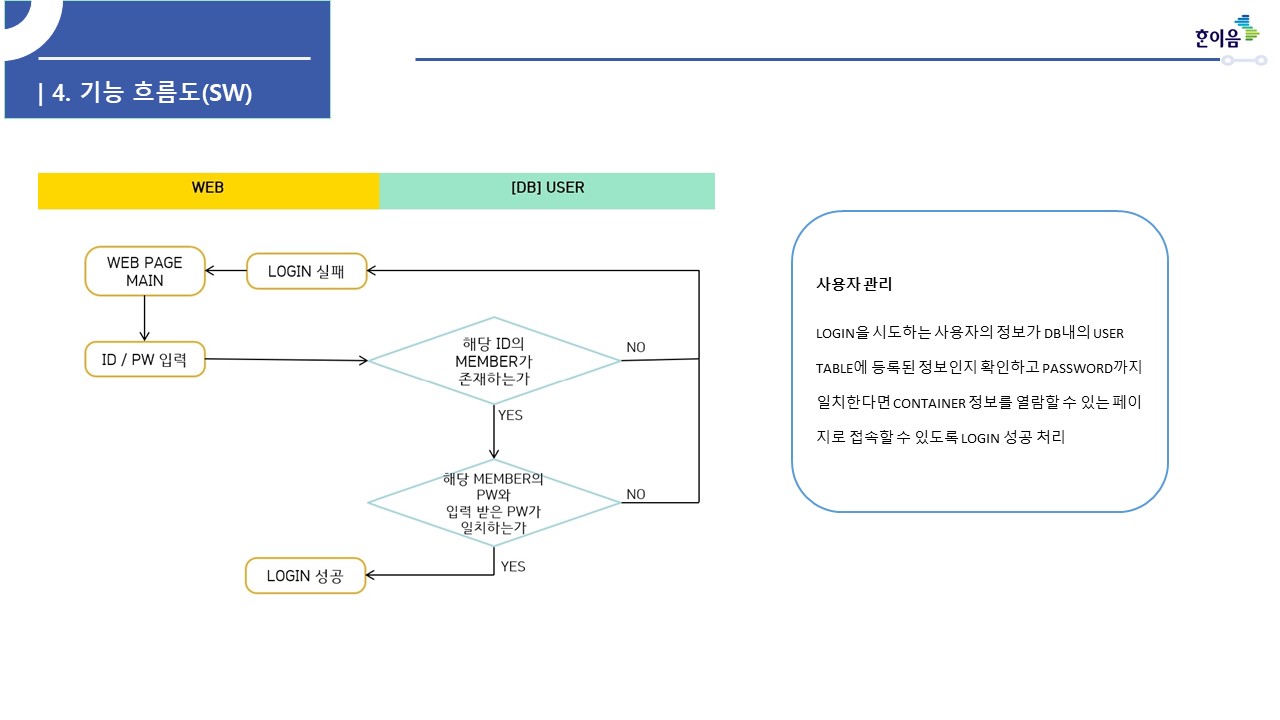 | 4. 기능 흐름도(SW)
한이음
WEB
[DB] USER
WEB PAGE
MAIN
LOGIN 실패
ID / PW 입력
해당 ID의
MEMBER가
존재하는가
NO
YES
해당 MEMBER의
PW와
입력 받은 PW가
일치하는가
NO
YES
LOGIN 성공
사용자 관리
LOGIN을 시도하는 사용자의 정보가 DB내의 USER
TABLE에 등록된 정보인지 확인하고 PASSWORD까지
일치한다면 CONTAINER 정보를 열람할 수 있는 페이
지로 접속할 수 있도록 LOGIN 성공 처리